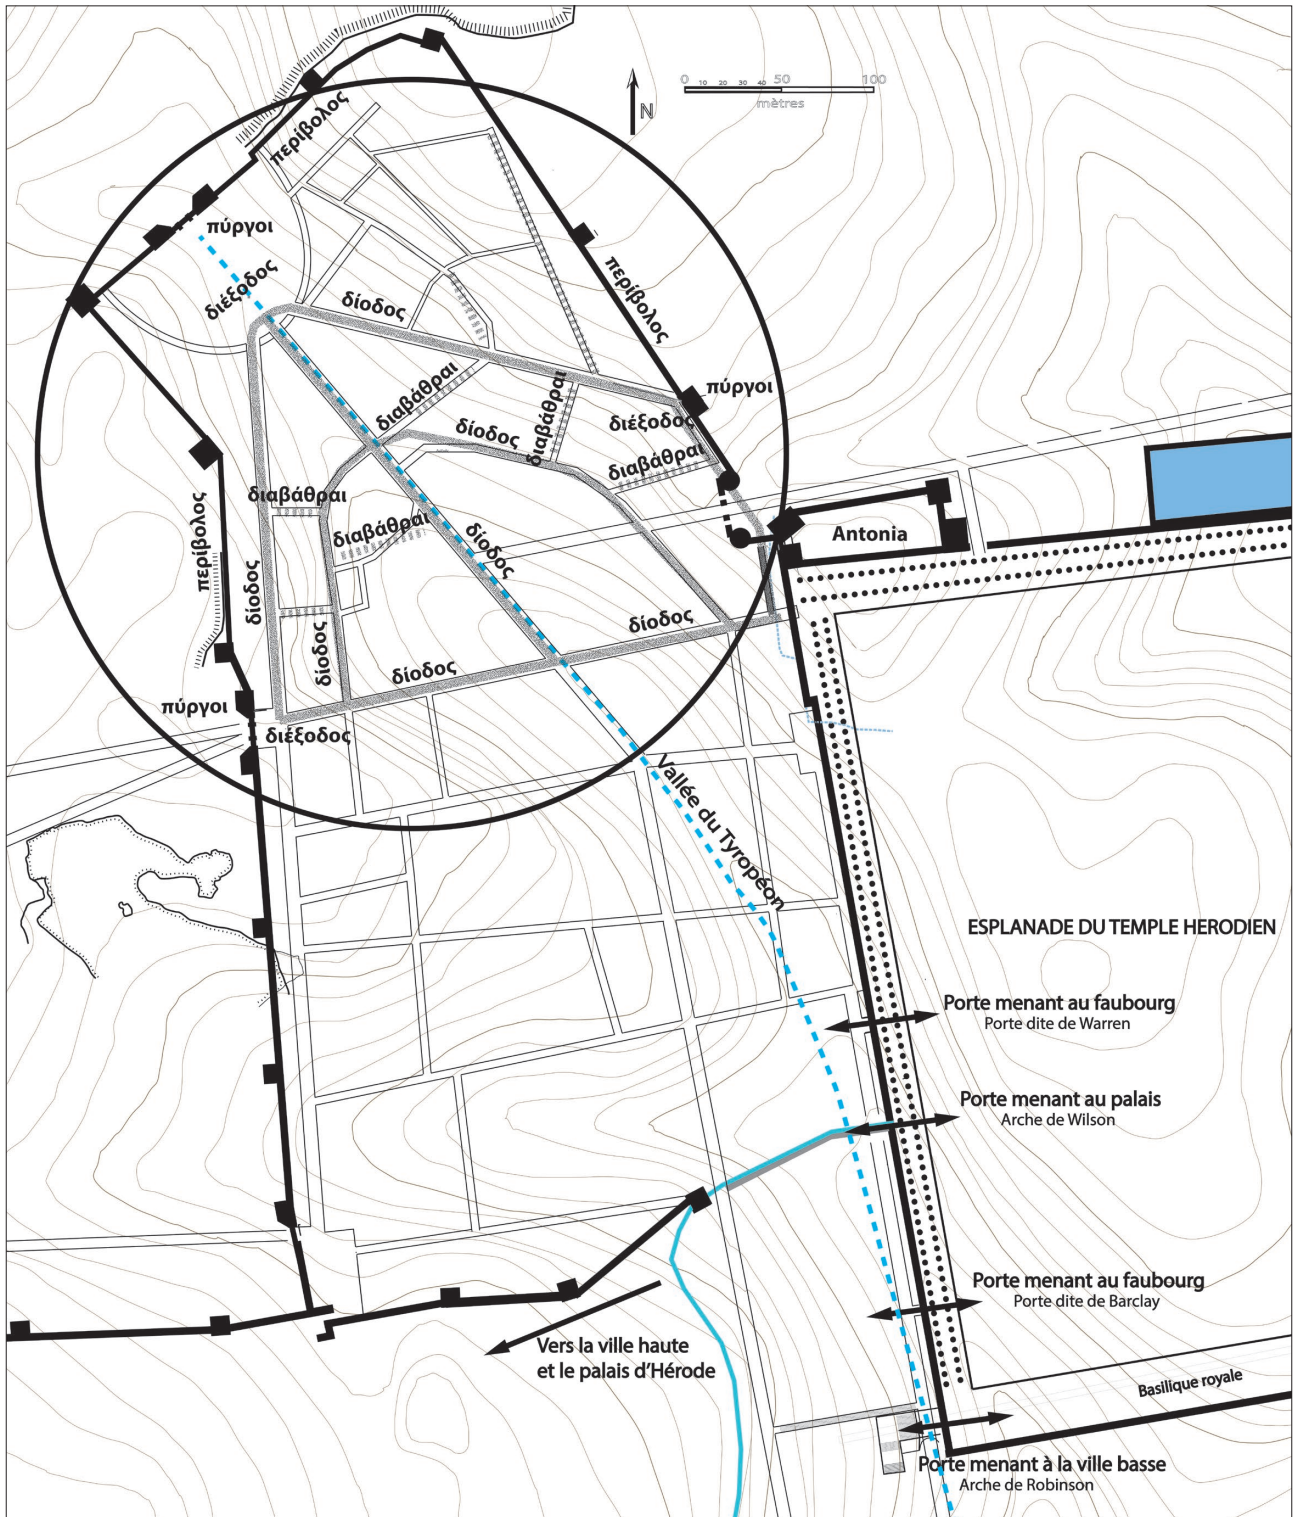 0 10 20 30 40 50 100
mètres
N
περίβολος
πύργοι
διέξοδος
δίοδος
περίβολος
διαβάθραι
πύργοι
διαβάθραι
δίοδος
διέξοδος
διαβάθραι
διαβάθραι
διαβάθραι
περίβολος
δίοδος
Antonia
δίοδος
δίοδος
δίοδος
δίοδος
πύργοι
διέξοδος
Vallée du Tyropéon
ESPLANADE DU TEMPLE HERODIEN
Porte menant au faubourg
Porte dite de Warren
Porte menant au palais
Arche de Wilson
Porte menant au faubourg
Porte dite de Barclay
Vers la ville haute
et le palais d'Hérode
Basilique royale
Porte menant à la ville basse
Arche de Robinson